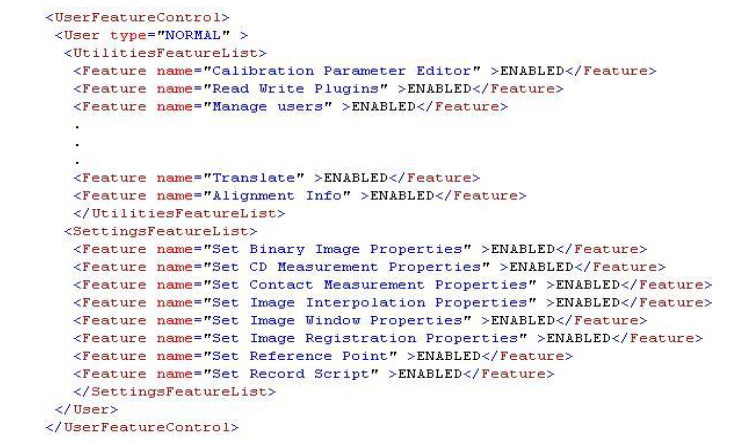 <UserFeatureControl>
<User type="NORMAL" >
<UtilitiesFeatureList>
<Feature name="Calibration Parameter Editor" >ENABLED</Feature>
<Feature name="Read Write Plugins" >ENABLED</Feature>
<Feature name="Manage users" >ENABLED</Feature>
.
.
.
<Feature name="Translate" >ENABLED</Feature>
<Feature name="Alignment Info" >ENABLED</Feature>
</UtilitiesFeatureList>
<SettingsFeatureList>
<Feature name="Set Binary Image Properties" >ENABLED</Feature>
<Feature name="Set CD Measurement Properties" >ENABLED</Feature>
<Feature name="Set Contact Measurement Properties" >ENABLED</Feature>
<Feature name="Set Image Interpolation Properties" >ENABLED</Feature>
<Feature name="Set Image Window Properties" >ENABLED</Feature>
<Feature name="Set Image Registration Properties" >ENABLED</Feature>
<Feature name="Set Reference Point" >ENABLED</Feature>
<Feature name="Set Record Script" >ENABLED</Feature>
</SettingsFeatureList>
</User>
</UserFeatureControl>